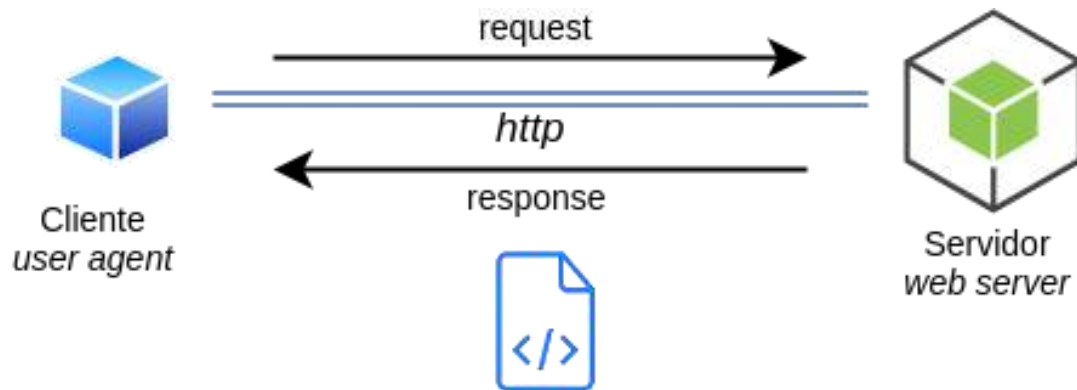 request
http
response
Cliente
user agent
Servidor
web server
</>